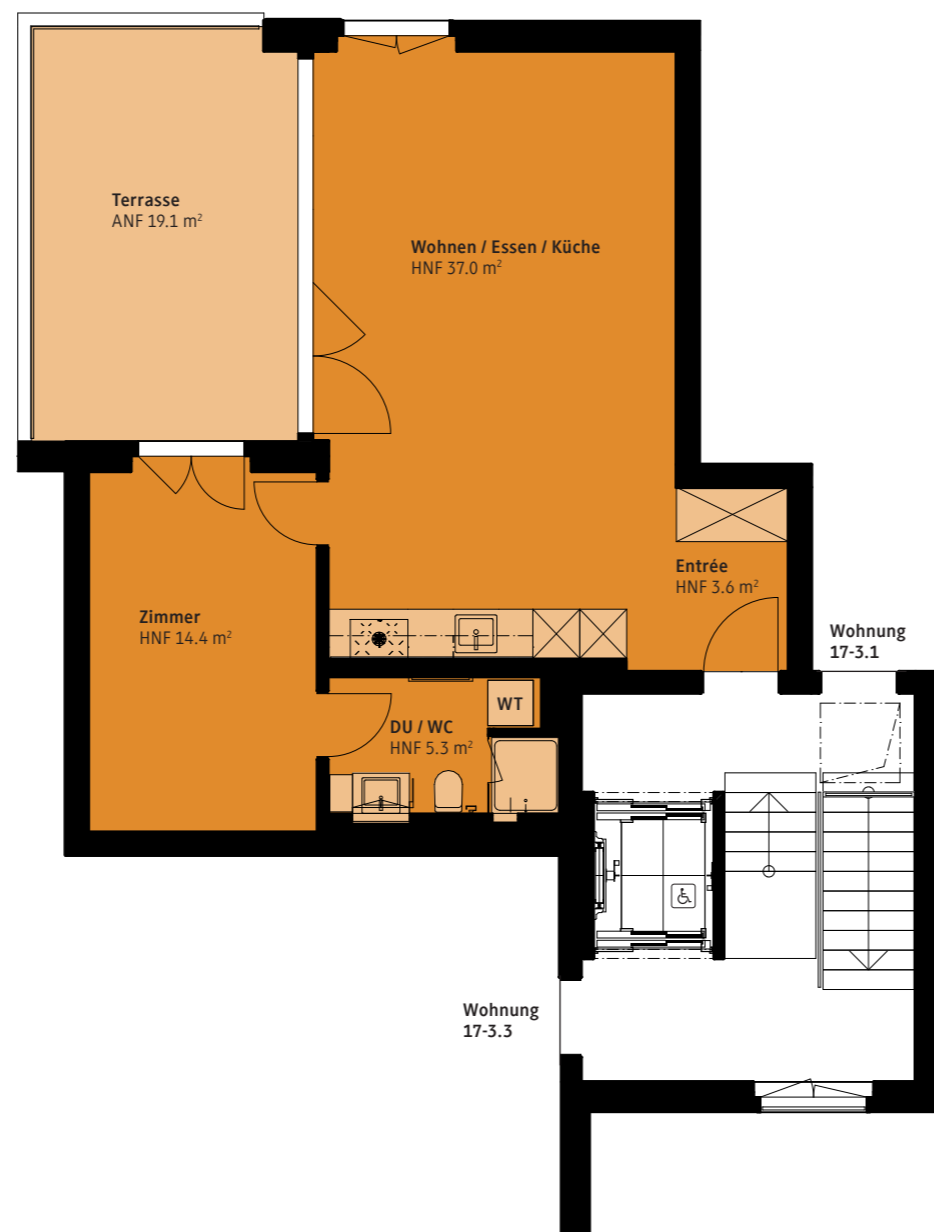 Terrasse
ANF 19.1 m²
Wohnen / Essen / Küche
HNF 37.0 m²
Entrée
HNF 3.6 m²
Zimmer
HNF 14.4 m²
Wohnung
17-3.1
WT
DU / WC
HNF 5.3 m²
Wohnung
17-3.3